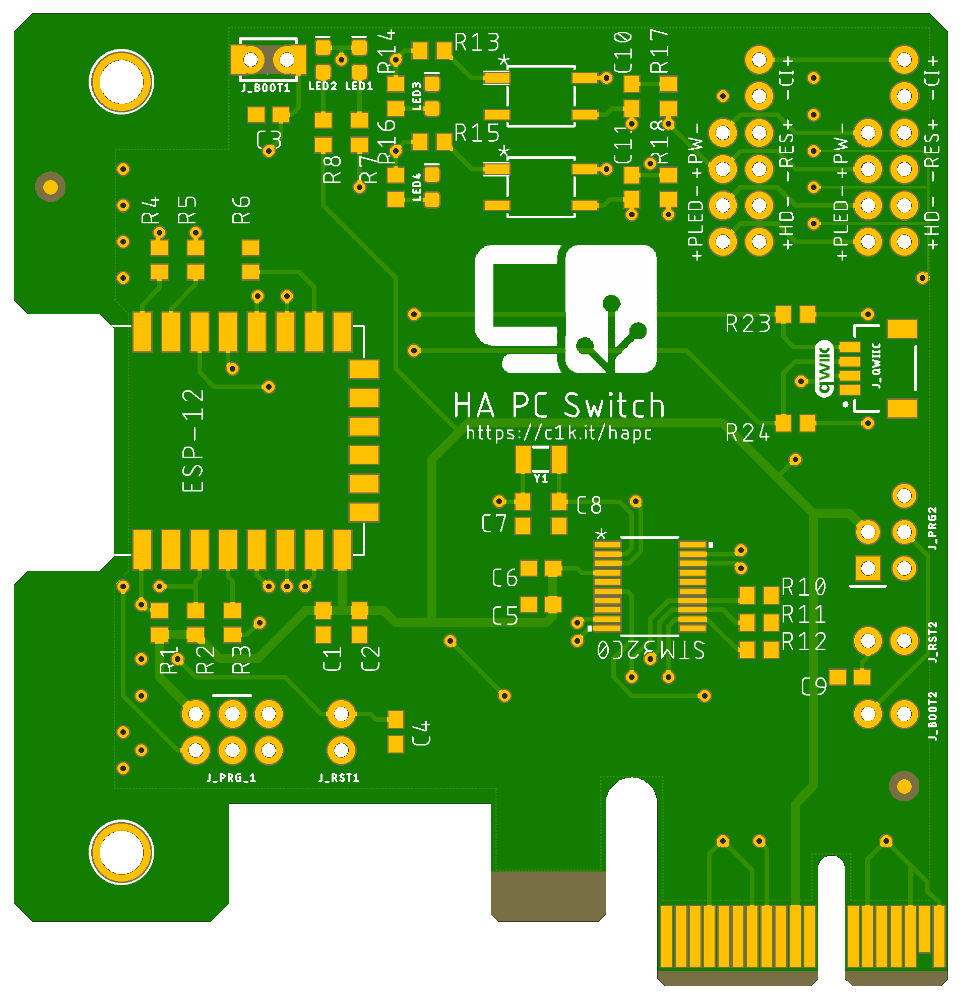 J_BOOT1
LED2
LED1
R14
R13
C10
R17
+
-CI+
*
LED3
C3
R8
R7
R16
R15
C11
R18
*
LED4
+PLED-+PW-
+HD- -RES+
-CI+
+PLED-+PW-
+HD- -RES+
-CI+
R4
R5
R6
R23
qwiic
J_QWIIC
HA PC Switch
https://c1k.it/hapc
R24
ESP-12
Y1
C7
C8
*
J_PRG2
C6
C5
R10
R11
R12
STM32C0
J_RST2
R1
R2
R3
C1
C2
C9
C4
J_BOOT2
J_PRG_1
J_RST1